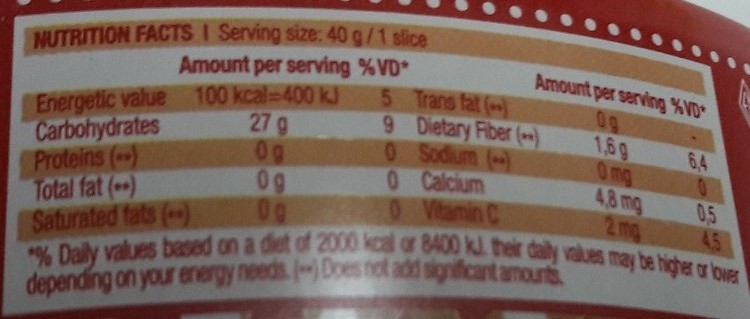 NUTRITION FACTS | Serving size: 40 g / 1 slice
Amount per serving %VD* Amount per serving %VD*
Energetic value 100 kcal=400 kJ 5 Trans fat (**) 0 g -
Carbohydrates 27 g 9 Dietary Fiber (**) 1,6 g 6,4
Proteins (**) 0 g 0 Sodium (**) 0 mg 0
Total fat (**) 0 g 0 Calcium 4,8 mg 0,5
Saturated fats (**) 0 g 0 Vitamin C 2 mg 4,5
*% Daily values based on a diet of 2000 kcal or 8400 kJ. their daily values may be higher or lower
depending on your energy needs. (**) Does not add significant amounts.